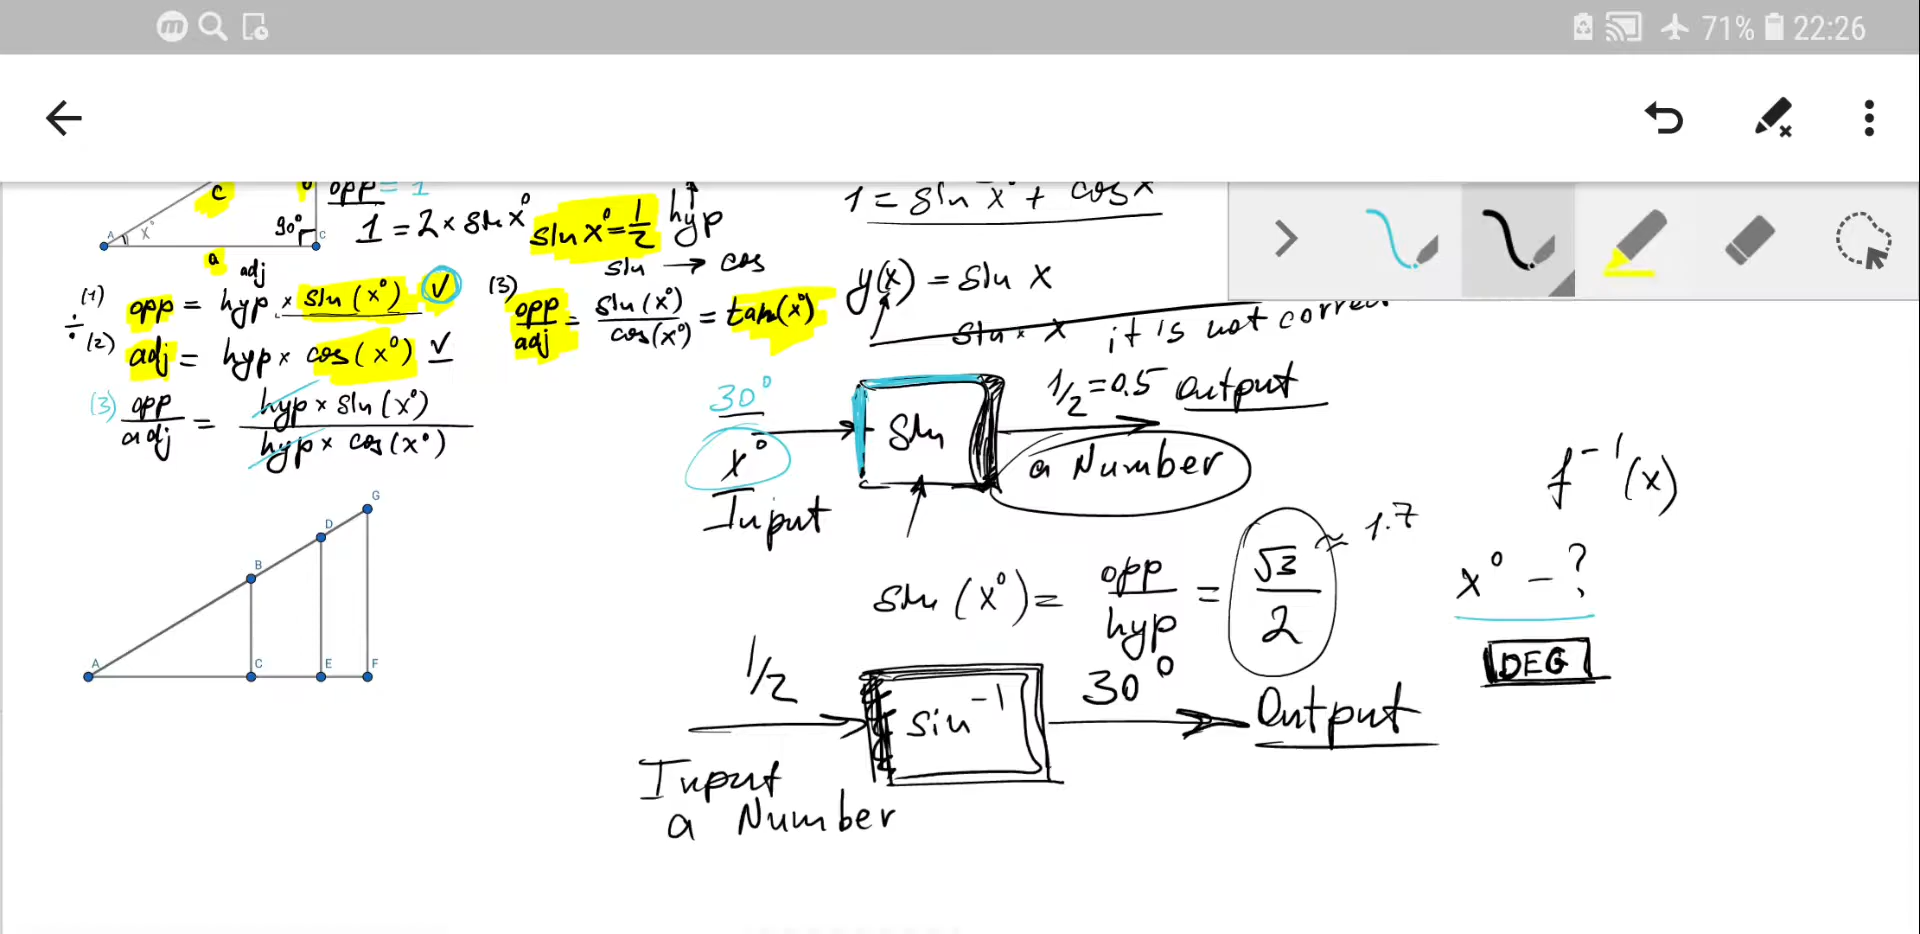 71% 22:26
c
opp = 1
1 = 2 × sin x°
sin x° = 1/2
hyp
sin → cos
A x° 90° C
a adj
(1) opp = hyp × sin (x°) ✓
÷
(2) adj = hyp × cos (x°) ✓
(3) opp/adj = sin (x°)/cos (x°) = tan (x°)
(3) opp/adj = hyp × sin (x°)/hyp × cos (x°)
y(x) = sin x
sin × x it is not correct
30°
x°
Input
sin
1/2 = 0.5 Output
a Number
f⁻¹(x)
sin (x°) = opp/hyp = √3/2
≈ 1.7
x° – ?
DEG
1/2
Input
a Number
sin⁻¹
30°
Output
G
D
B
A C E F